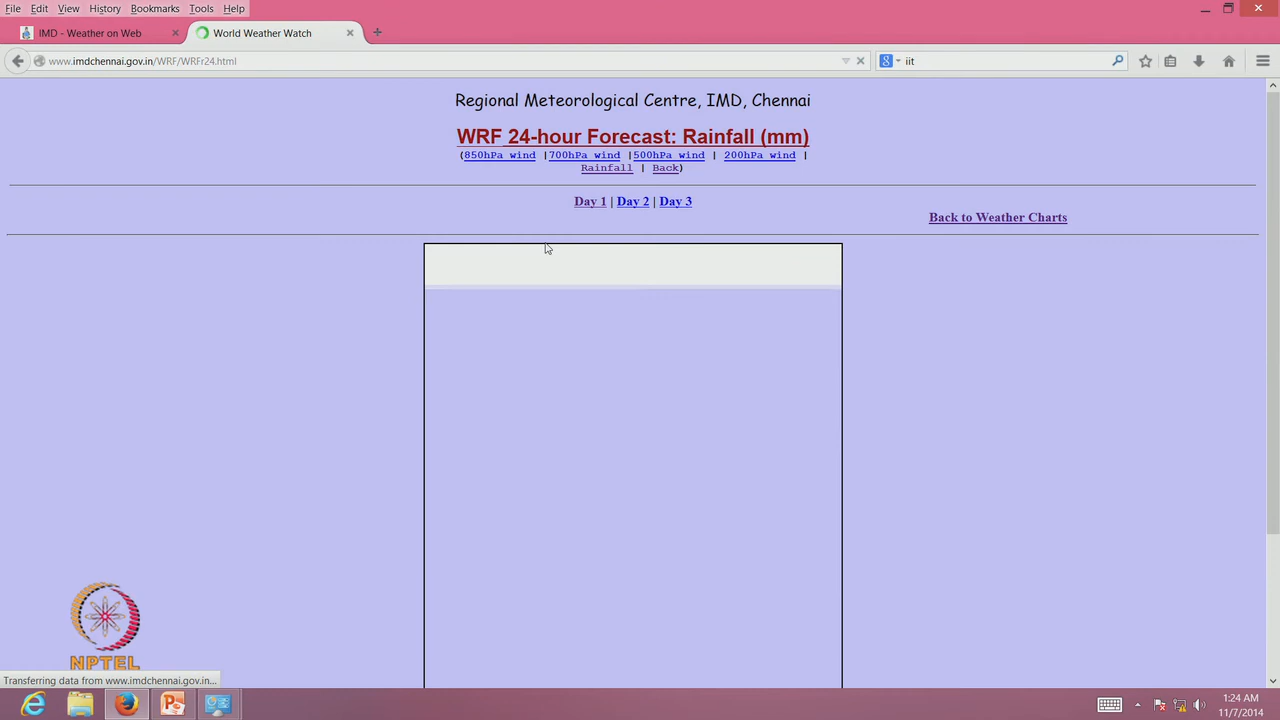 File Edit View History Bookmarks Tools Help
IMD - Weather on Web × World Weather Watch × +
www.imdchennai.gov.in/WRF/WRFr24.html iit
Regional Meteorological Centre, IMD, Chennai
WRF 24-hour Forecast: Rainfall (mm)
(850hPa wind |700hPa wind |500hPa wind | 200hPa wind |
Rainfall | Back)
Day 1 | Day 2 | Day 3
Back to Weather Charts
NPTEL
Transferring data from www.imdchennai.gov.in...
1:24 AM
11/7/2014